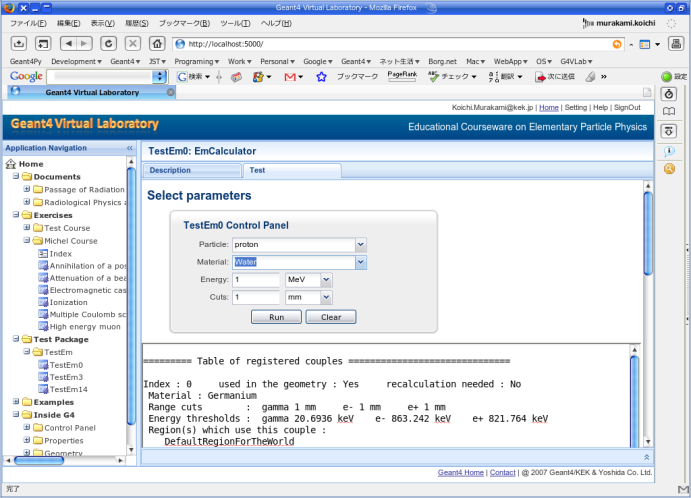 Geant4 Virtual Laboratory - Mozilla Firefox
ファイル(F) 編集(E) 表示(V) 履歴(S) ブックマーク(B) ツール(T) ヘルプ(H)
murakami.koichi
http://localhost:5000/
Geant4Py Development Geant4 JST Programing Work Personal Google Geant4 ネット生活 Borg.net Mac WebApp OS G4VLab
Google 検索 ブックマーク PageRank チェック 翻訳 次に送信 設定
Geant4 Virtual Laboratory
Koichi.Murakami@kek.jp | Home | Setting | Help | SignOut
Geant4 Virtual Laboratory
Educational Courseware on Elementary Particle Physics
Application Navigation
Home
Documents
Passage of Radiation
Radiological Physics a
Exercises
Test Course
Michel Course
Index
Annihilation of a pos
Attenuation of a bea
Electromagnetic cas
Ionization
Multiple Coulomb sc
High energy muon
Test Package
TestEm
TestEm0
TestEm3
TestEm14
Examples
Inside G4
Control Panel
Properties
Geometry
TestEm0: EmCalculator
Description Test
Select parameters
TestEm0 Control Panel
Particle: proton
Material: Water
Energy: 1 MeV
Cuts: 1 mm
Run Clear
========= Table of registered couples ==============================
Index : 0 used in the geometry : Yes recalculation needed : No
Material : Germanium
Range cuts : gamma 1 mm e- 1 mm e+ 1 mm
Energy thresholds : gamma 20.6936 keV e- 863.242 keV e+ 821.764 keV
Region(s) which use this couple :
DefaultRegionForTheWorld
Geant4 Home | Contact | @ 2007 Geant4/KEK & Yoshida Co. Ltd.
完了